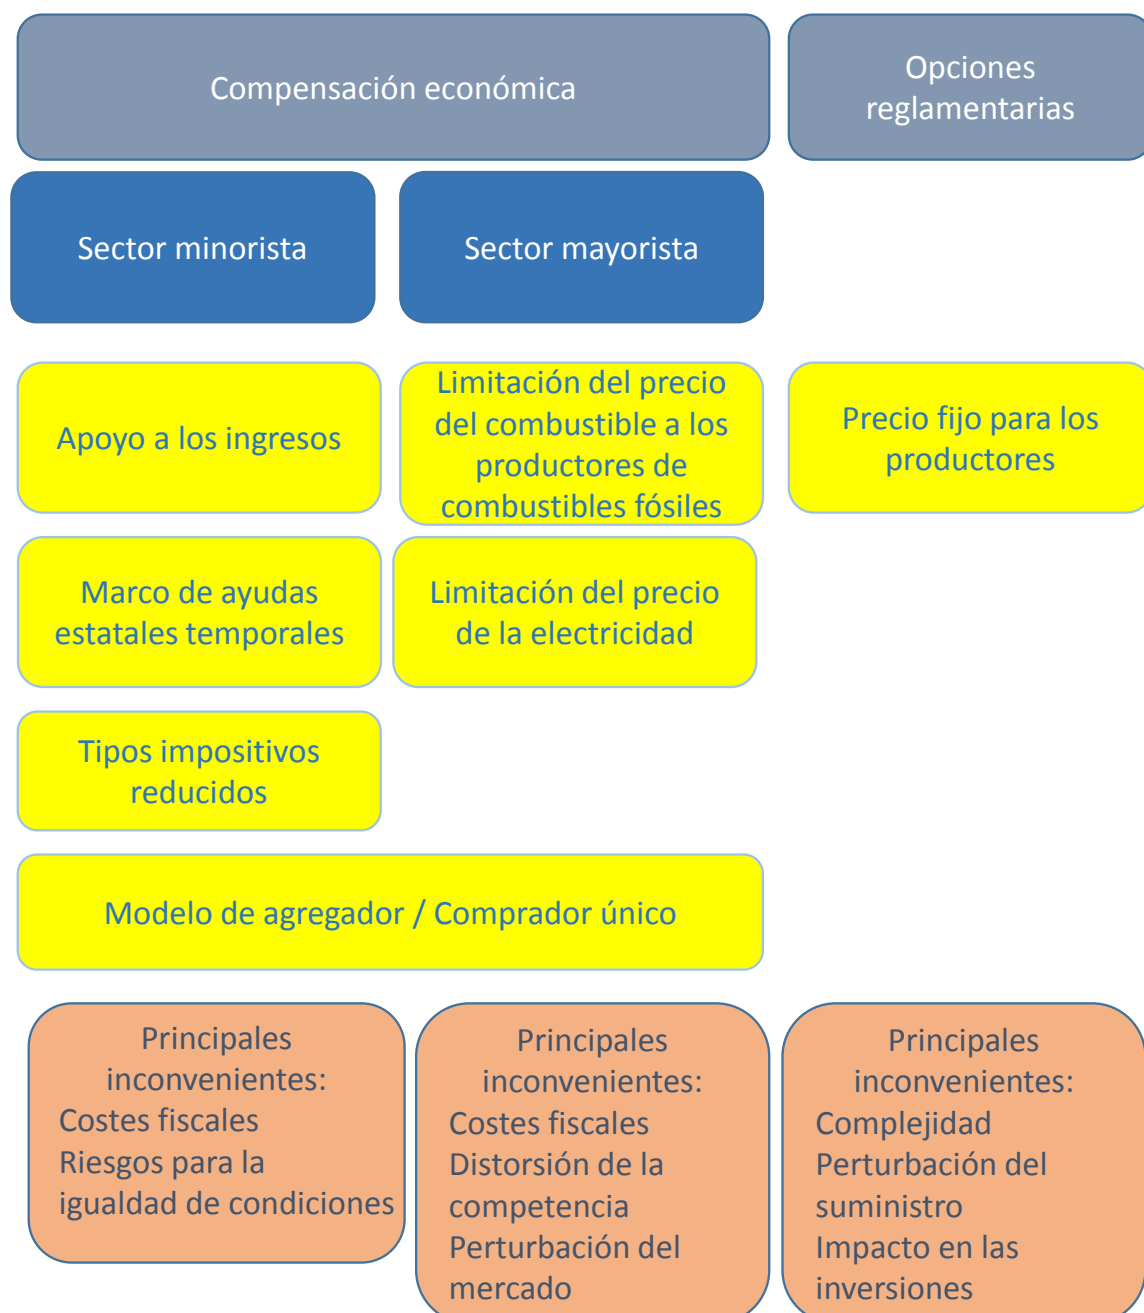 Compensación económica
Opciones
reglamentarias
Sector minorista
Sector mayorista
Apoyo a los ingresos
Limitación del precio
del combustible a los
productores de
combustibles fósiles
Precio fijo para los
productores
Marco de ayudas
estatales temporales
Limitación del precio
de la electricidad
Tipos impositivos
reducidos
Modelo de agregador / Comprador único
Principales
inconvenientes:
Costes fiscales
Riesgos para la
igualdad de condiciones
Principales
inconvenientes:
Costes fiscales
Distorsión de la
competencia
Perturbación del
mercado
Principales
inconvenientes:
Complejidad
Perturbación del
suministro
Impacto en las
inversiones